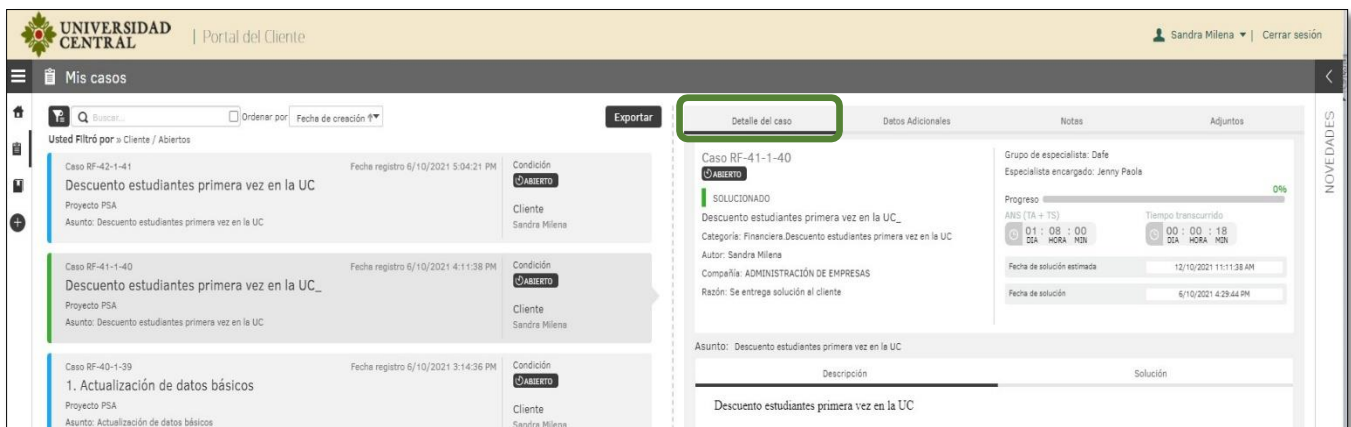 UNIVERSIDAD CENTRAL | Portal del Cliente
Sandra Milena | Cerrar sesión
Mis casos
NOVEDADES
Buscar... Ordenar por Fecha de creación Exportar
Usted Filtró por » Cliente / Abiertos
Caso RF-42-1-41 Fecha registro 6/10/2021 5:04:21 PM Condición
ABIERTO
Descuento estudiantes primera vez en la UC
Proyecto PSA Cliente
Asunto: Descuento estudiantes primera vez en la UC Sandra Milena
Caso RF-41-1-40 Fecha registro 6/10/2021 4:11:38 PM Condición
ABIERTO
Descuento estudiantes primera vez en la UC_
Proyecto PSA Cliente
Asunto: Descuento estudiantes primera vez en la UC Sandra Milena
Caso RF-40-1-39 Fecha registro 6/10/2021 3:14:36 PM Condición
ABIERTO
1. Actualización de datos básicos
Proyecto PSA Cliente
Asunto: Actualización de datos básicos Sandra Milena
Detalle del caso Datos Adicionales Notas Adjuntos
Caso RF-41-1-40
ABIERTO
SOLUCIONADO
Descuento estudiantes primera vez en la UC_
Categoría: Financiera.Descuento estudiantes primera vez en la UC
Autor: Sandra Milena
Compañía: ADMINISTRACIÓN DE EMPRESAS
Razón: Se entrega solución al cliente
Grupo de especialista: Dafe
Especialista encargado: Jenny Paola
Progreso 0%
ANS (TA + TS) Tiempo transcurrido
01 : 08 : 00 00 : 00 : 18
DIA HORA MIN DIA HORA MIN
Fecha de solución estimada 12/10/2021 11:11:38 AM
Fecha de solución 6/10/2021 4:29:44 PM
Asunto: Descuento estudiantes primera vez en la UC
Descripción Solución
Descuento estudiantes primera vez en la UC